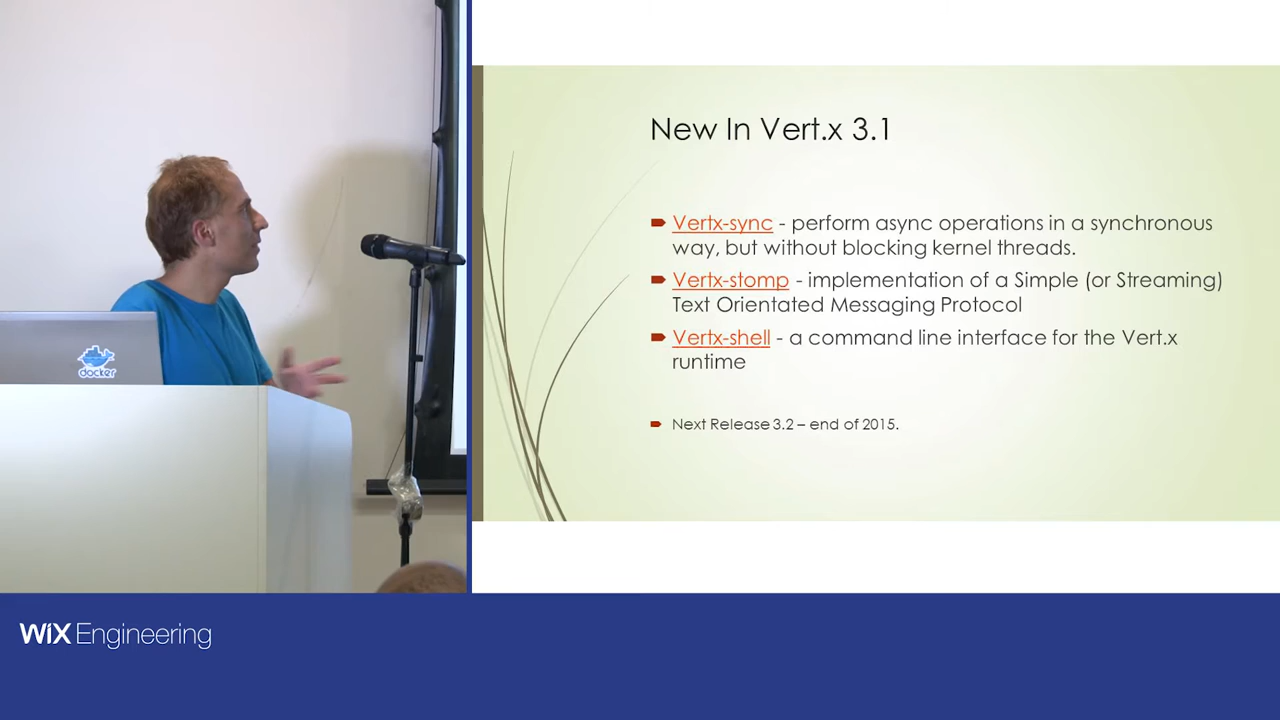 docker
New In Vert.x 3.1
Vertx-sync - perform async operations in a synchronous
way, but without blocking kernel threads.
Vertx-stomp - implementation of a Simple (or Streaming)
Text Orientated Messaging Protocol
Vertx-shell - a command line interface for the Vert.x
runtime
Next Release 3.2 – end of 2015.
WiX Engineering